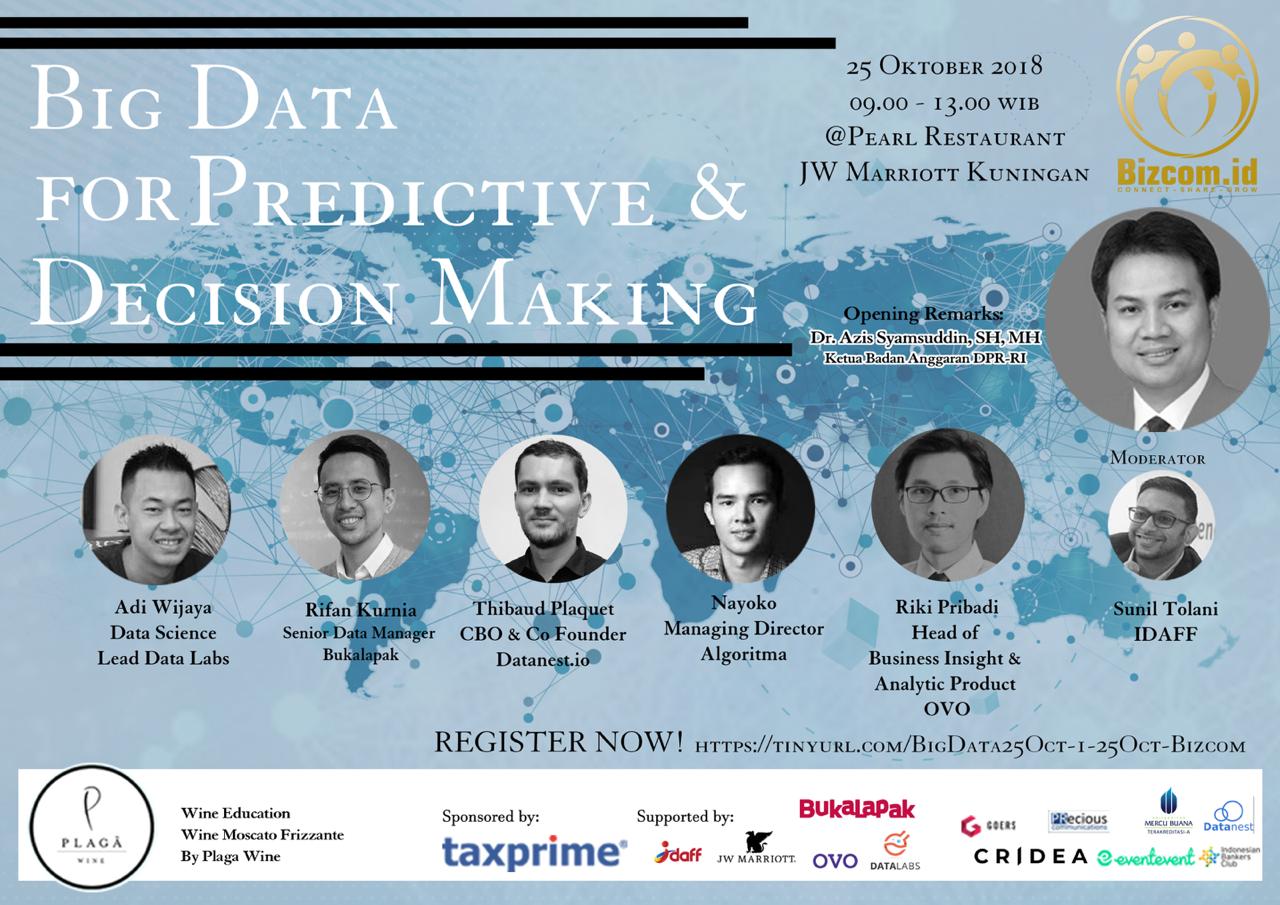 Big Data
for Predictive &
Decision Making
25 Oktober 2018
09.00 - 13.00 WIB
@Pearl Restaurant
JW Marriott Kuningan
Bizcom.id
CONNECT - SHARE - GROW
Opening Remarks:
Dr. Azis Syamsuddin, SH, MH
Ketua Badan Anggaran DPR-RI
Adi Wijaya
Data Science
Lead Data Labs
Rifan Kurnia
Senior Data Manager
Bukalapak
Thibaud Plaquet
CBO & Co Founder
Datanest.io
Nayoko
Managing Director
Algoritma
Riki Pribadi
Head of
Business Insight &
Analytic Product
OVO
Moderator
en
Sunil Tolani
IDAFF
REGISTER NOW! https://tinyurl.com/BigData25Oct-1-25Oct-Bizcom
P
PLAGÂ
WINE
Wine Education
Wine Moscato Frizzante
By Plaga Wine
Sponsored by:
taxprime®
Supported by:
idaff
JW MARRIOTT.
BukaLapak
OVO
DATALABS
GOERS
PRecious
communications
CRIDEA
MERCU BUANA
TERAKREDITASI-A
eventevent
Datanest
Indonesian
Bankers
Club